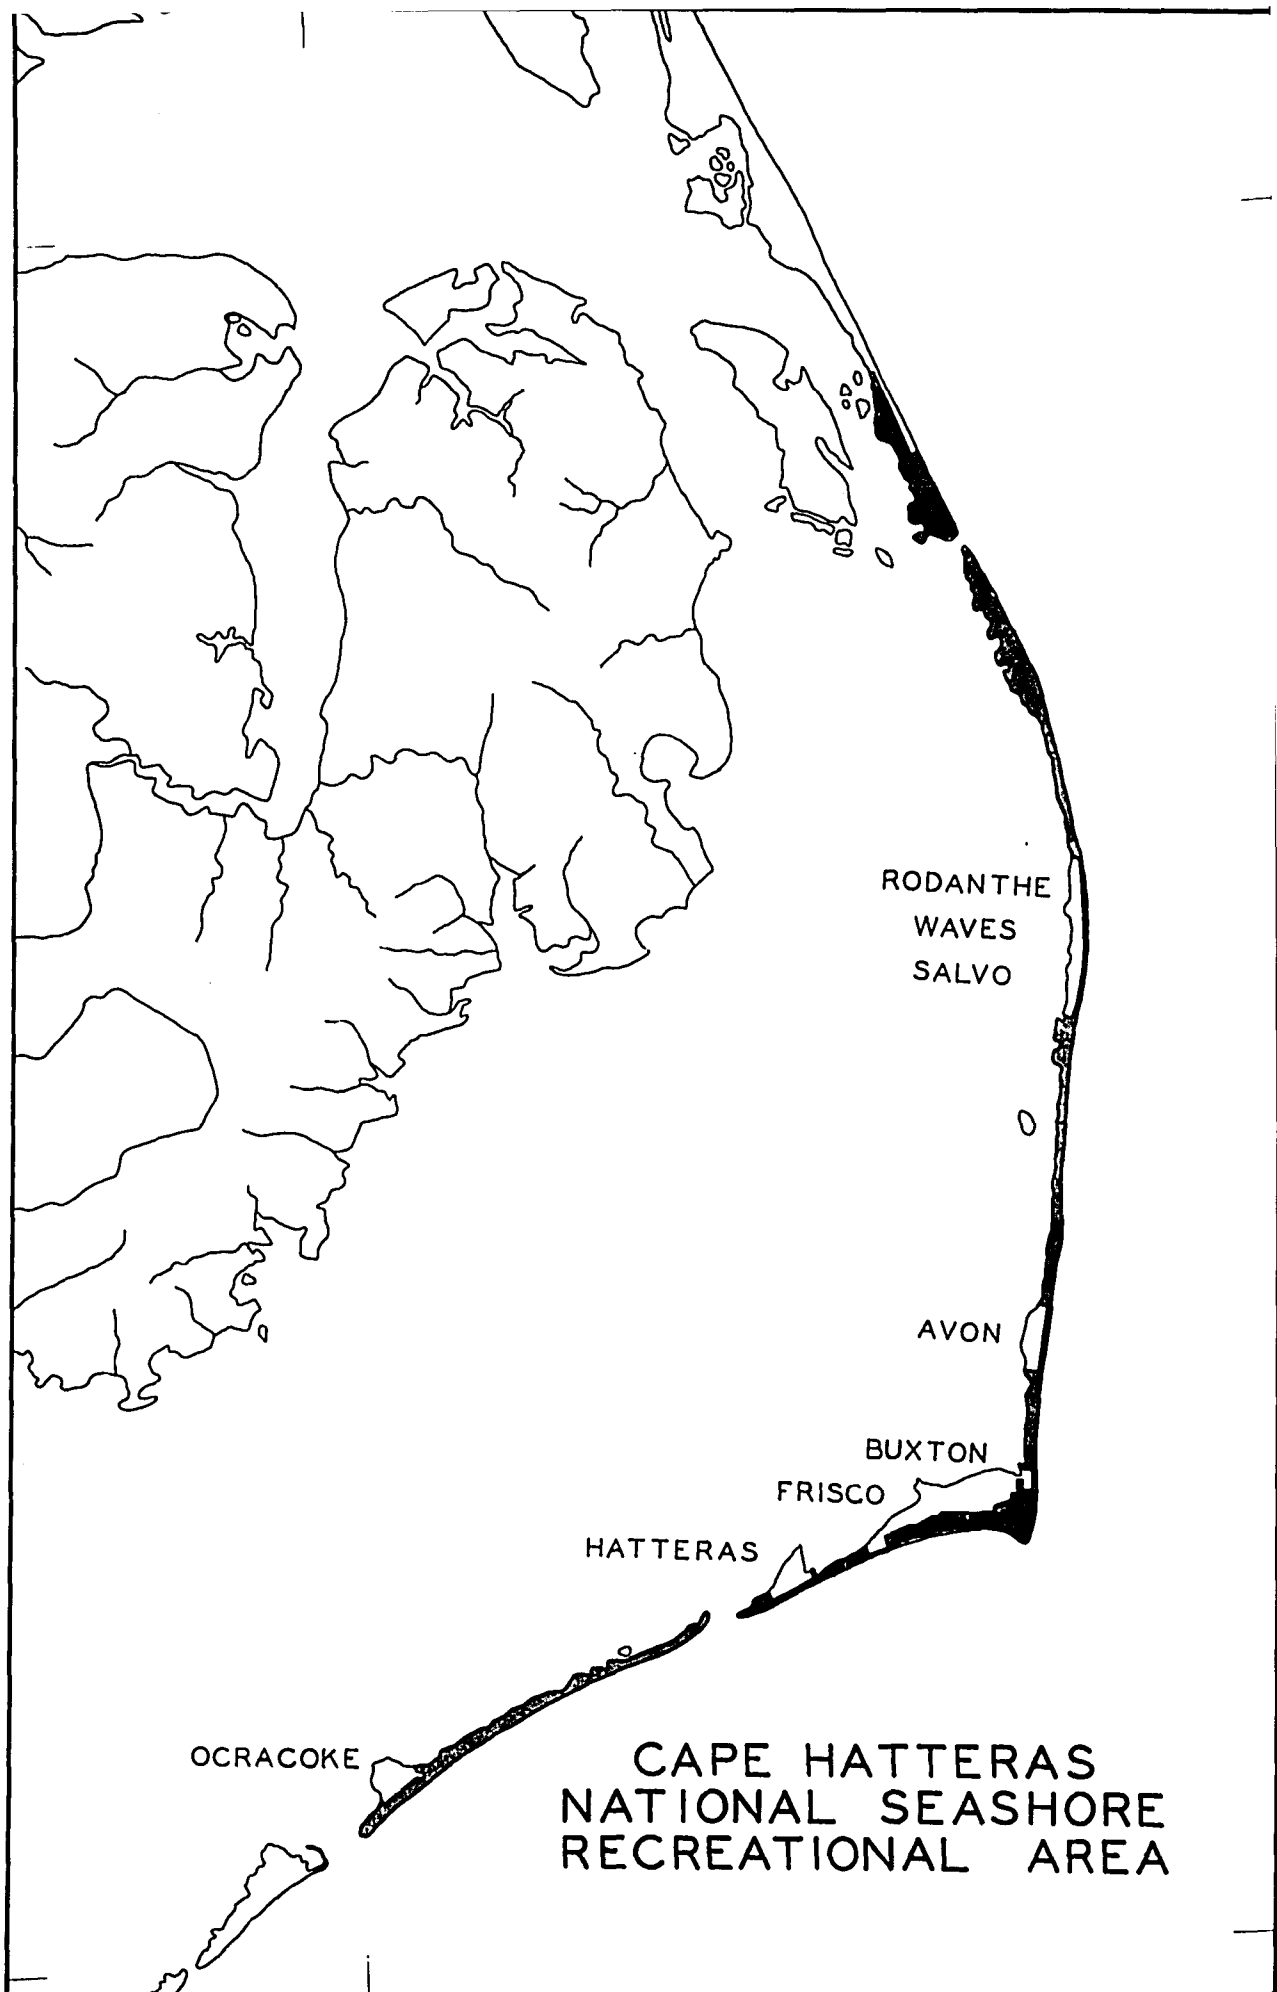 RODANTHE
WAVES
SALVO
AVON
BUXTON
FRISCO
HATTERAS
OCRACOKE
CAPE HATTERAS
NATIONAL SEASHORE
RECREATIONAL AREA